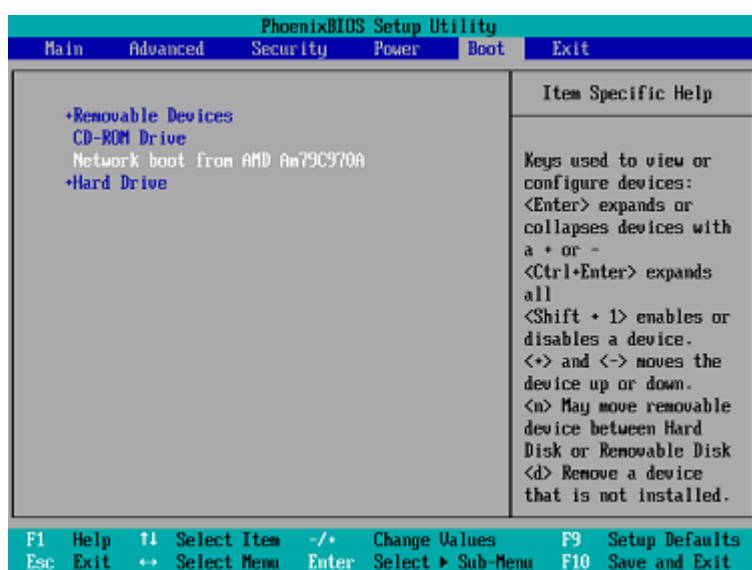 PhoenixBIOS Setup Utility
Main Advanced Security Power Boot Exit
+Removable Devices
CD-ROM Drive
Network boot from AMD Am79C970A
+Hard Drive
Item Specific Help
Keys used to view or
configure devices:
<Enter> expands or
collapses devices with
a + or -
<Ctrl+Enter> expands
all
<Shift + 1> enables or
disables a device.
<+> and <-> moves the
device up or down.
<n> May move removable
device between Hard
Disk or Removable Disk
<d> Remove a device
that is not installed.
F1 Help ↑↓ Select Item -/+ Change Values F9 Setup Defaults
Esc Exit ↔ Select Menu Enter Select ▶ Sub-Menu F10 Save and Exit